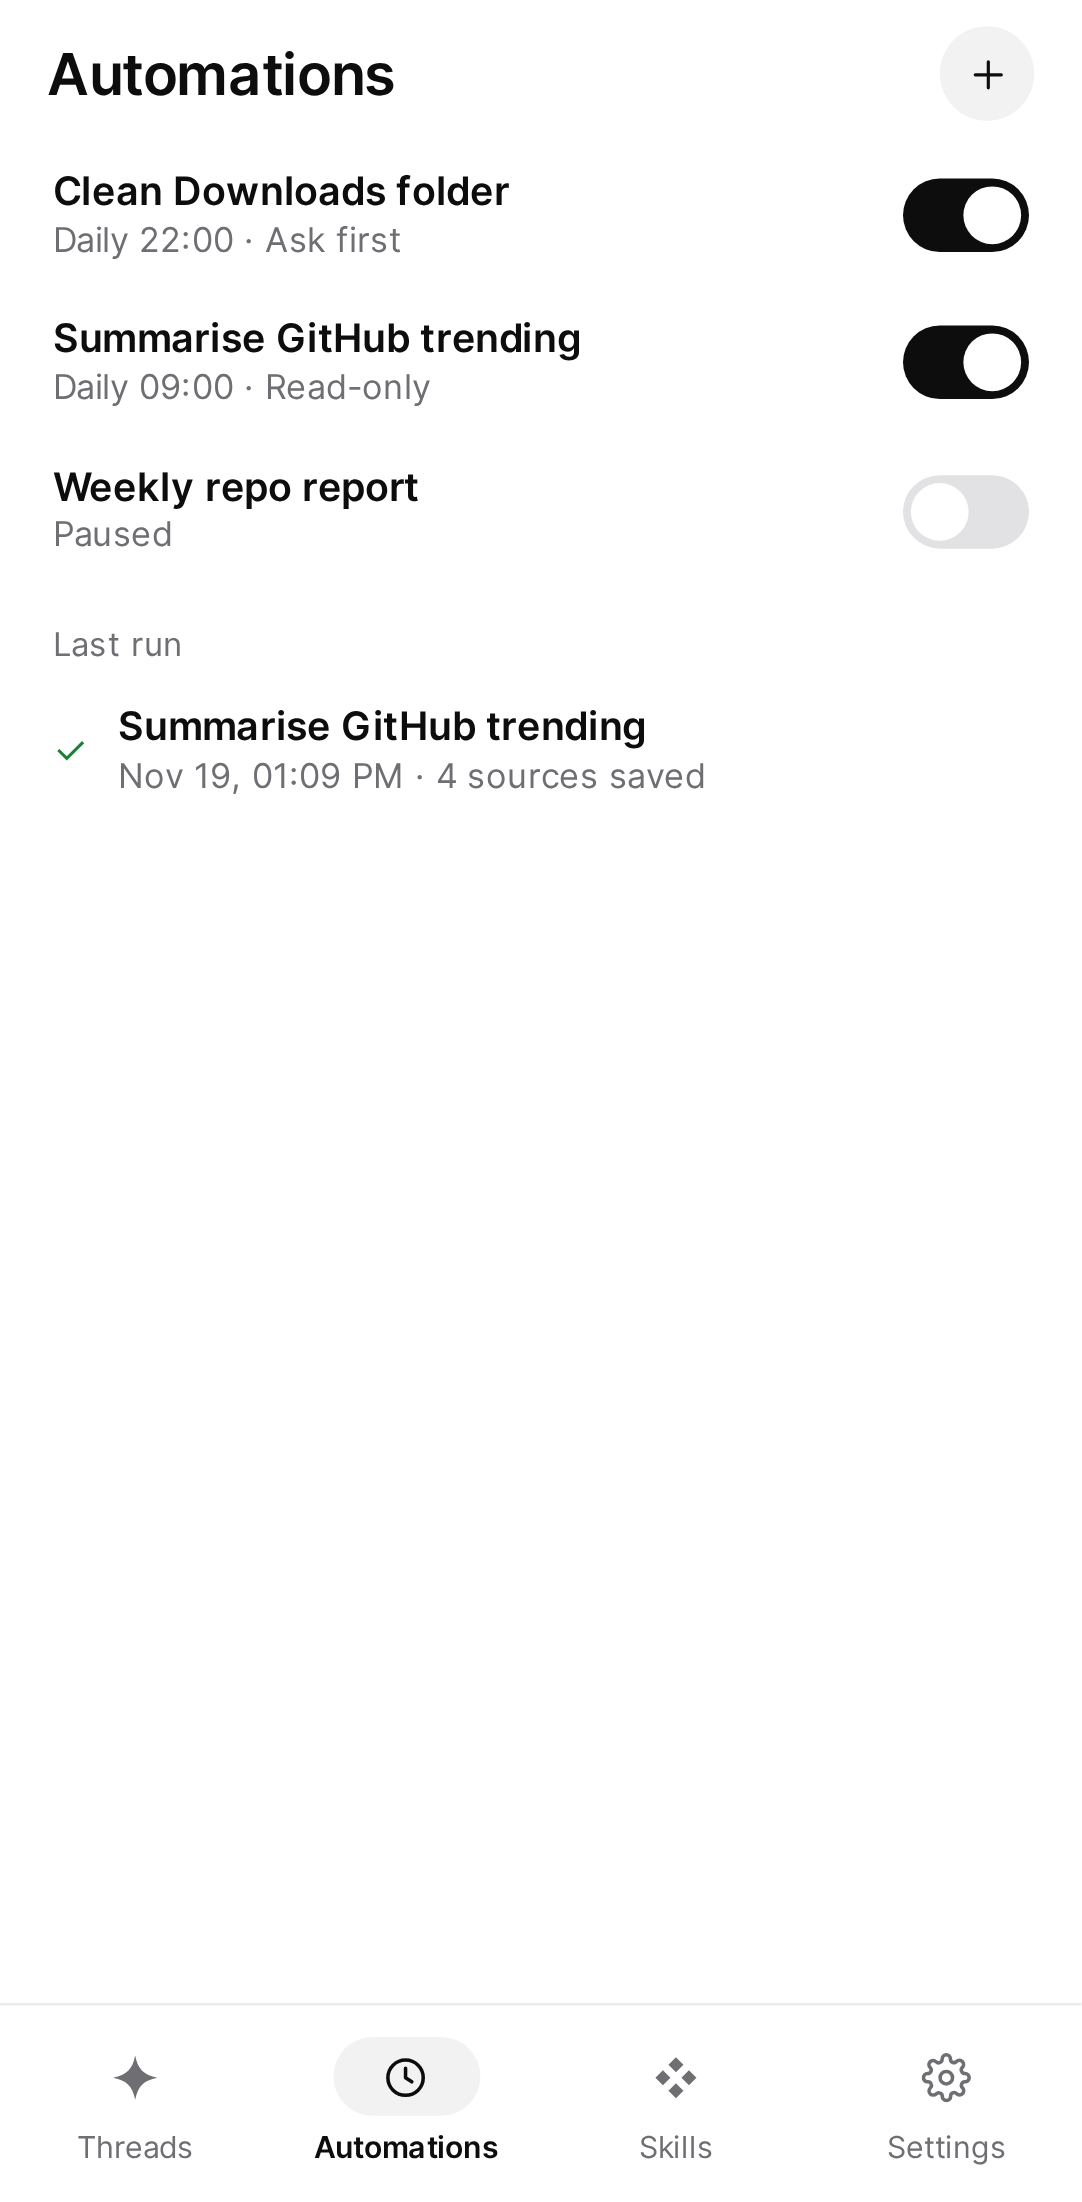 Automations
Clean Downloads folder
Daily 22:00 · Ask first
Summarise GitHub trending
Daily 09:00 · Read-only
Weekly repo report
Paused
Last run
Summarise GitHub trending
Nov 19, 01:09 PM · 4 sources saved
Threads
Automations
Skills
Settings